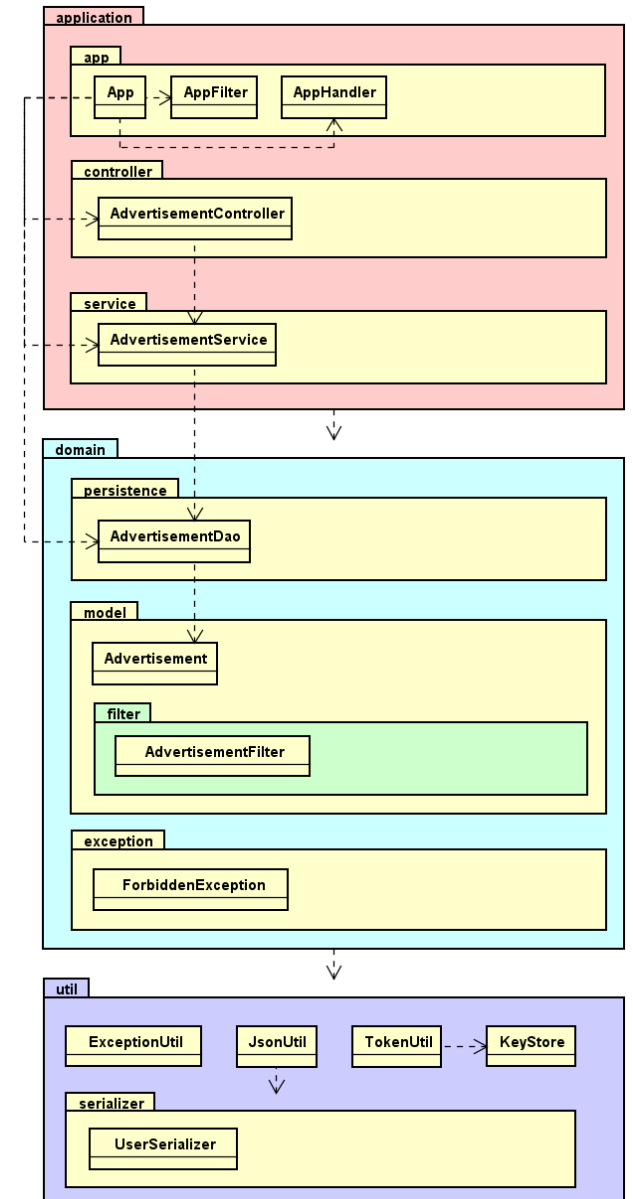 application
app
App
AppFilter
AppHandler
controller
AdvertisementController
service
AdvertisementService
domain
persistence
AdvertisementDao
model
Advertisement
filter
AdvertisementFilter
exception
ForbiddenException
util
ExceptionUtil
JsonUtil
TokenUtil
KeyStore
serializer
UserSerializer